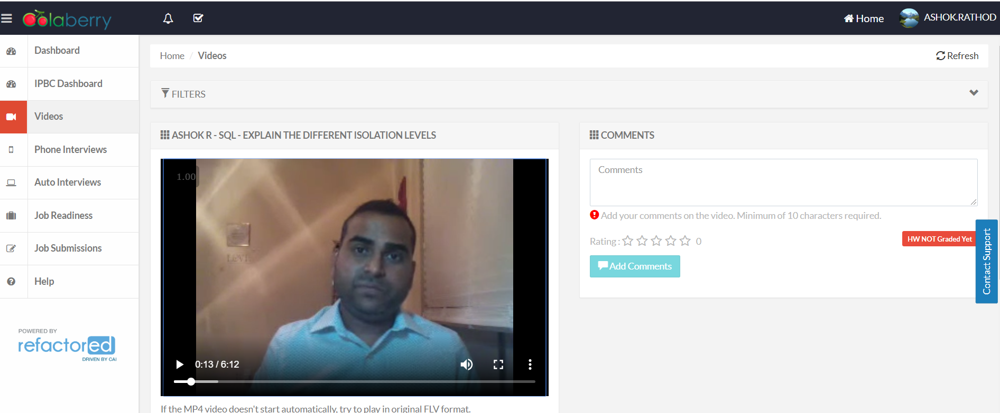 Colaberry
Home
ASHOK.RATHOD
Dashboard
IPBC Dashboard
Videos
Phone Interviews
Auto Interviews
Job Readiness
Job Submissions
Help
POWERED BY
refactored
DRIVEN BY CAI
Home / Videos
Refresh
FILTERS
ASHOK R - SQL - EXPLAIN THE DIFFERENT ISOLATION LEVELS
1.00
0:13 / 6:12
If the MP4 video doesn't start automatically, try to play in original FLV format.
COMMENTS
Comments
Add your comments on the video. Minimum of 10 characters required.
Rating : 0
HW NOT Graded Yet
Add Comments
Contact Support